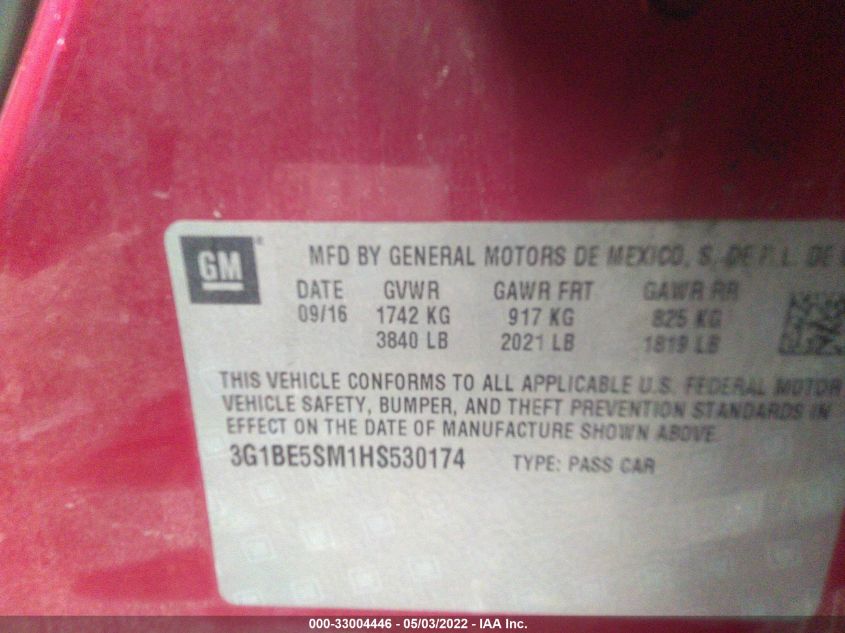 GM®
MFD BY GENERAL MOTORS DE MEXICO, S. DE R.L. DE
DATE GVWR GAWR FRT GAWR RR
09/16 1742 KG 917 KG 825 KG
3840 LB 2021 LB 1819 LB
THIS VEHICLE CONFORMS TO ALL APPLICABLE U.S. FEDERAL MOTOR
VEHICLE SAFETY, BUMPER, AND THEFT PREVENTION STANDARDS IN
EFFECT ON THE DATE OF MANUFACTURE SHOWN ABOVE.
3G1BE5SM1HS530174 TYPE: PASS CAR
000-33004446 - 05/03/2022 - IAA Inc.